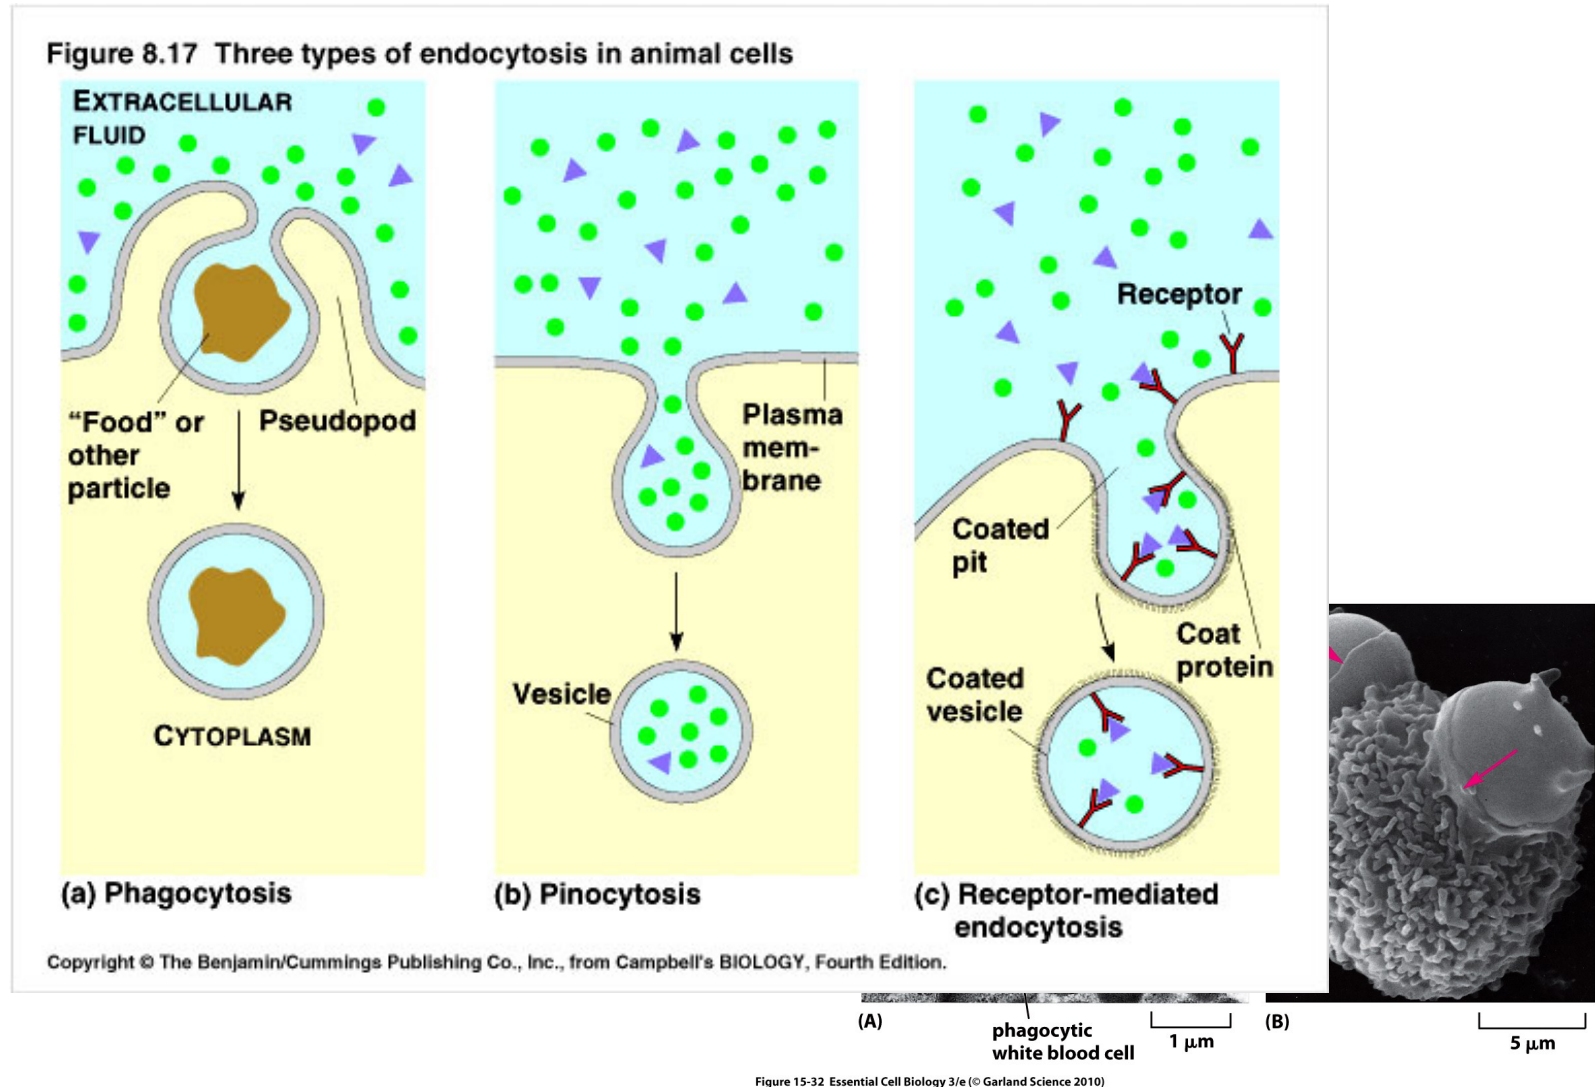 Figure 8.17 Three types of endocytosis in animal cells
EXTRACELLULAR
FLUID
“Food” or
other
particle
Pseudopod
CYTOPLASM
(a) Phagocytosis
Plasma
mem-
brane
Vesicle
(b) Pinocytosis
Receptor
Coated
pit
Coat
protein
Coated
vesicle
(c) Receptor-mediated
endocytosis
Copyright © The Benjamin/Cummings Publishing Co., Inc., from Campbell's BIOLOGY, Fourth Edition.
(A)
phagocytic
white blood cell
1 µm
(B)
5 µm
Figure 15-32 Essential Cell Biology 3/e (© Garland Science 2010)